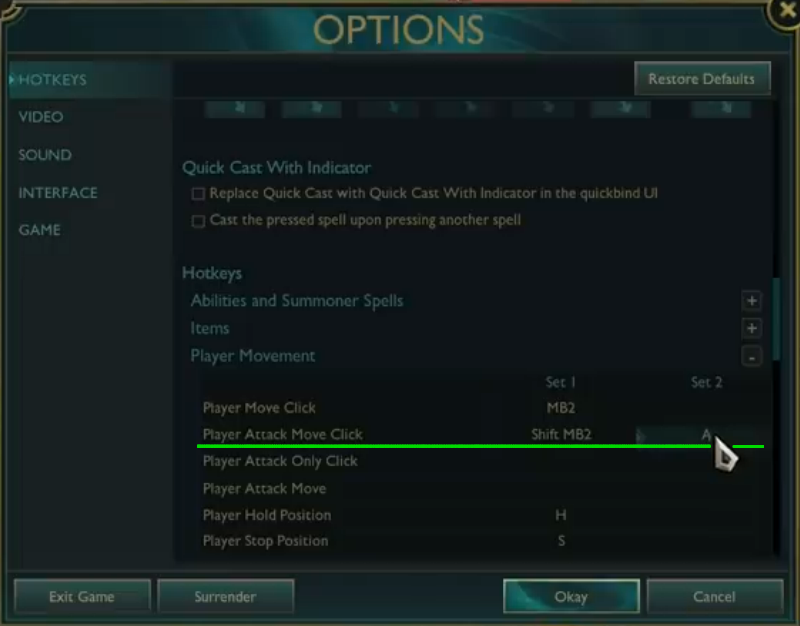 OPTIONS
HOTKEYS
Restore Defaults
VIDEO
SOUND
INTERFACE
GAME
Quick Cast With Indicator
Replace Quick Cast with Quick Cast With Indicator in the quickbind UI
Cast the pressed spell upon pressing another spell
Hotkeys
Abilities and Summoner Spells +
Items +
Player Movement -
Set 1 Set 2
Player Move Click MB2
Player Attack Move Click Shift MB2 A
Player Attack Only Click
Player Attack Move
Player Hold Position H
Player Stop Position S
Exit Game Surrender Okay Cancel